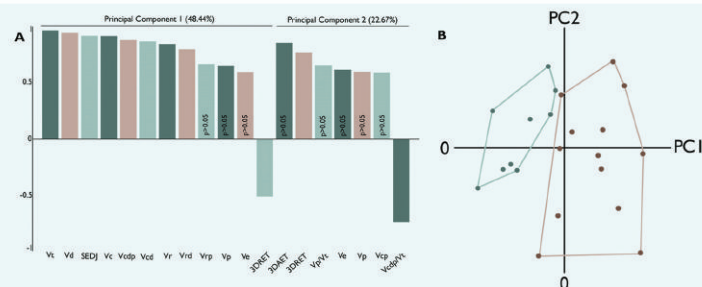 Principal Component 1 (48.44%)
Principal Component 2 (22.67%)
A
B
PC2
0.5
0
-0.5
-1
p>0.05
p>0.05
p>0.05
p>0.05
p>0.05
p>0.05
p>0.05
p>0.05
Vt Vd SEDJ Vc Vcdp Vcd Vr Vrd Vrp Vp Ve 3DRET 3DAET 3DRET Vp/Vt Ve Vp Vcp Vcdp/Vt
0
PC1
0